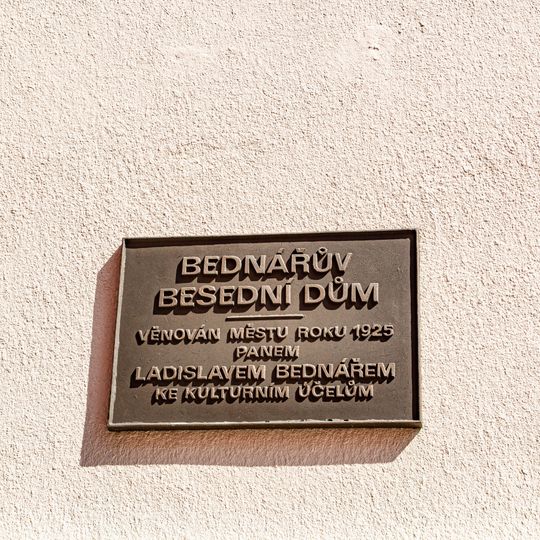 BEDNÁŘŮV
BESEDNÍ DŮM
VĚNOVÁN MĚSTU ROKU 1925
PANEM
LADISLAVEM BEDNÁŘEM
KE KULTURNÍM ÚČELŮM